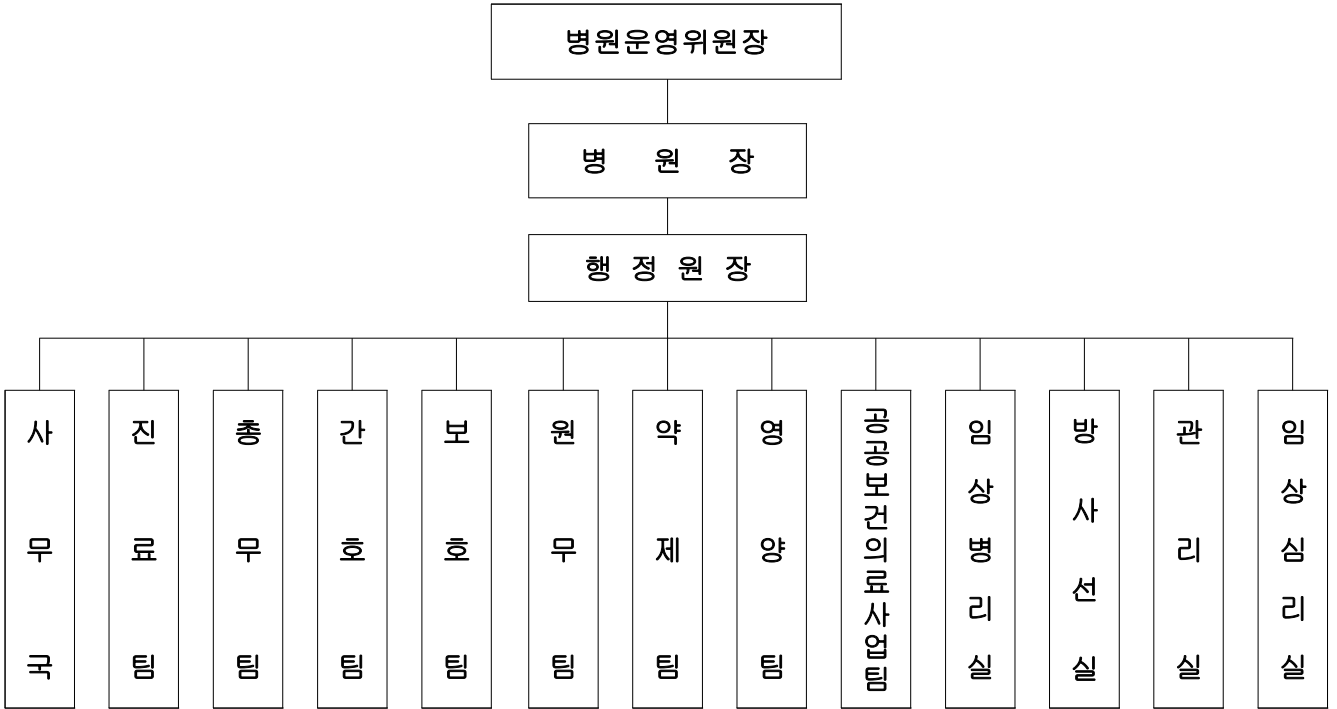 병원운영위원장
병 원 장
행 정 원 장
사무국
진료팀
총무팀
간호팀
보호팀
원무팀
약제팀
영양팀
공공보건의료사업팀
임상병리실
방사선실
관리실
임상심리실